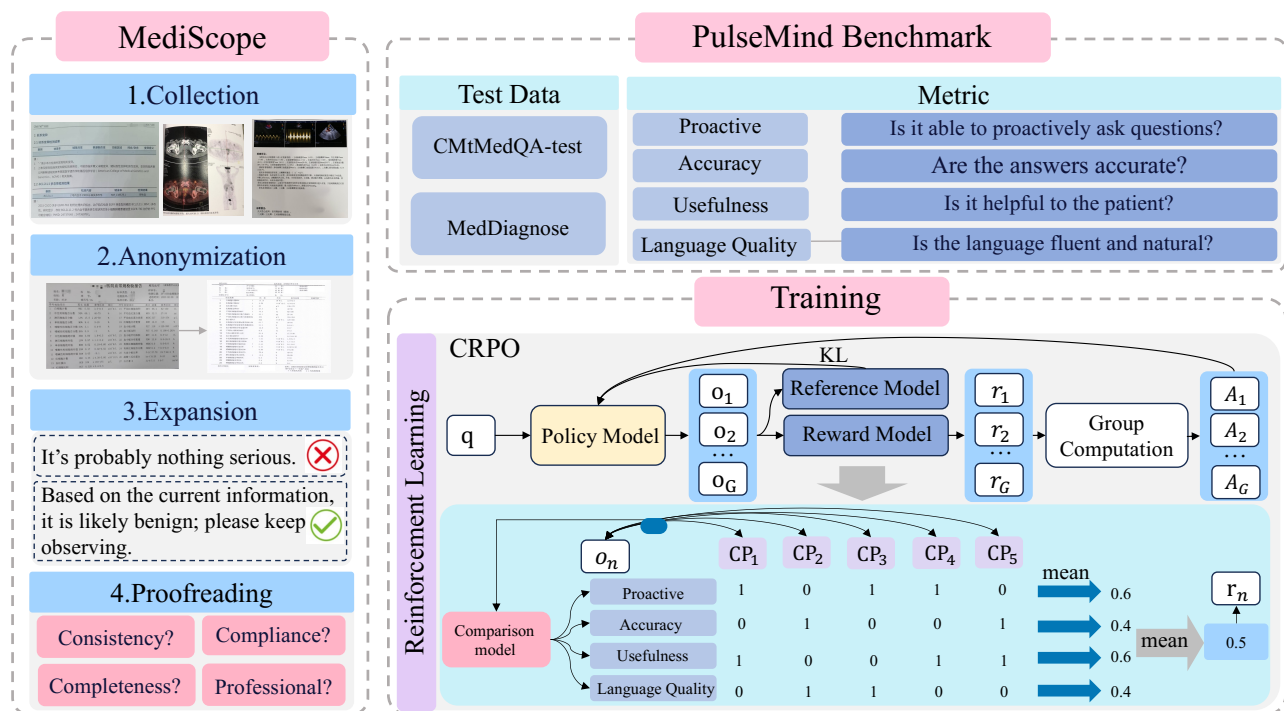 MediScope
1.Collection
2.Anonymization
3.Expansion
It's probably nothing serious.
Based on the current information,
it is likely benign; please keep
observing.
4.Proofreading
Consistency?
Compliance?
Completeness?
Professional?
PulseMind Benchmark
Test Data
CMtMedQA-test
MedDiagnose
Metric
Proactive
Is it able to proactively ask questions?
Accuracy
Are the answers accurate?
Usefulness
Is it helpful to the patient?
Language Quality
Is the language fluent and natural?
Training
Reinforcement Learning
CRPO
KL
q
Policy Model
o1
o2
...
oG
Reference Model
Reward Model
r1
r2
...
rG
Group
Computation
A1
A2
...
AG
on
CP1
CP2
CP3
CP4
CP5
Comparison
model
Proactive
1 0 1 1 0
mean
0.6
Accuracy
0 1 0 0 1
0.4
Usefulness
1 0 0 1 1
0.6
Language Quality
0 1 1 0 0
0.4
mean
0.5
rn